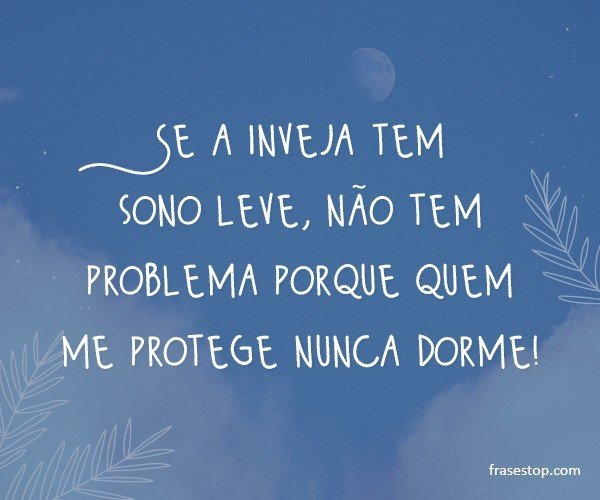 SE A INVEJA TEM
SONO LEVE, NÃO TEM
PROBLEMA PORQUE QUEM
ME PROTEGE NUNCA DORME!
frasestop.com